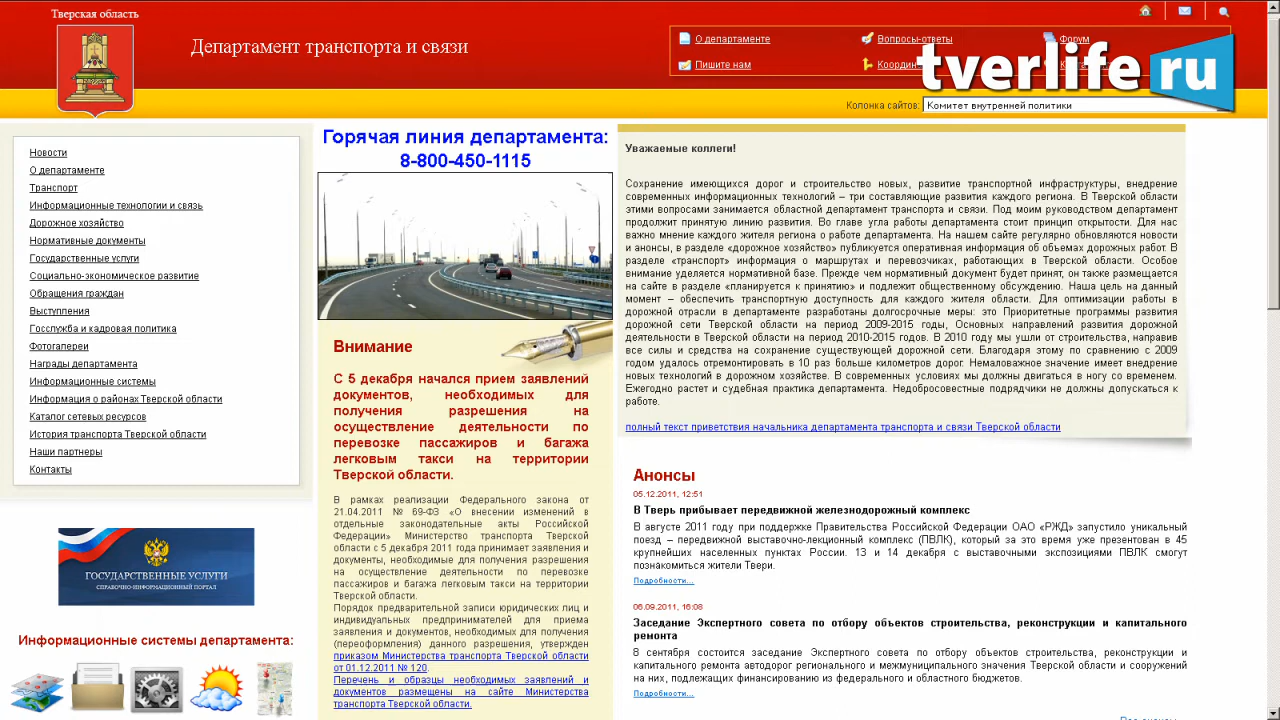 Тверская область
Департамент транспорта и связи
О департаменте
Вопросы-ответы
Форум
Пишите нам
Координ
tverlife ru
Колонка сайтов:
Комитет внутренней политики
Новости
О департаменте
Транспорт
Информационные технологии и связь
Дорожное хозяйство
Нормативные документы
Государственные услуги
Социально-экономическое развитие
Обращения граждан
Выступления
Госслужба и кадровая политика
Фотогалереи
Награды департамента
Информационные системы
Информация о районах Тверской области
Каталог сетевых ресурсов
История транспорта Тверской области
Наши партнеры
Контакты
ГОСУДАРСТВЕННЫЕ УСЛУГИ
СПРАВОЧНО-ИНФОРМАЦИОННЫЙ ПОРТАЛ
Информационные системы департамента:
Горячая линия департамента:
8-800-450-1115
Внимание
С 5 декабря начался прием заявлений
документов, необходимых для
получения разрешения на
осуществление деятельности по
перевозке пассажиров и багажа
легковым такси на территории
Тверской области.
В рамках реализации Федерального закона от
21.04.2011 № 69-ФЗ «О внесении изменений в
отдельные законодательные акты Российской
Федерации» Министерство транспорта Тверской
области с 5 декабря 2011 года принимает заявления и
документы, необходимые для получения разрешения
на осуществление деятельности по перевозке
пассажиров и багажа легковым такси на территории
Тверской области.
Порядок предварительной записи юридических лиц и
индивидуальных предпринимателей для приема
заявления и документов, необходимых для получения
(переоформления) данного разрешения, утвержден
приказом Министерства транспорта Тверской области
от 01.12.2011 № 120.
Перечень и образцы необходимых заявлений и
документов размещены на сайте Министерства
транспорта Тверской области.
Уважаемые коллеги!
Сохранение имеющихся дорог и строительство новых, развитие транспортной инфраструктуры, внедрение
современных информационных технологий – три составляющие развития каждого региона. В Тверской области
этими вопросами занимается областной департамент транспорта и связи. Под моим руководством департамент
продолжит принятую линию развития. Во главе угла работы департамента стоит принцип открытости. Для нас
важно мнение каждого жителя региона о работе департамента. На нашем сайте регулярно обновляются новости
и анонсы, в разделе «дорожное хозяйство» публикуется оперативная информация об объемах дорожных работ. В
разделе «транспорт» информация о маршрутах и перевозчиках, работающих в Тверской области. Особое
внимание уделяется нормативной базе. Прежде чем нормативный документ будет принят, он также размещается
на сайте в разделе «планируется к принятию» и подлежит общественному обсуждению. Наша цель на данный
момент – обеспечить транспортную доступность для каждого жителя области. Для оптимизации работы в
дорожной отрасли в департаменте разработаны долгосрочные меры: это Приоритетные программы развития
дорожной сети Тверской области на период 2009-2015 годы, Основных направлений развития дорожной
деятельности в Тверской области на период 2010-2015 годов. В 2010 году мы ушли от строительства, направив
все силы и средства на сохранение существующей дорожной сети. Благодаря этому по сравнению с 2009
годом удалось отремонтировать в 10 раз больше километров дорог. Немаловажное значение имеет внедрение
новых технологий в дорожном хозяйстве. В современных условиях мы должны двигаться в ногу со временем.
Ежегодно растет и судебная практика департамента. Недобросовестные подрядчики не должны допускаться к
работе.
полный текст приветствия начальника департамента транспорта и связи Тверской области
Анонсы
05.12.2011, 12:51
В Тверь прибывает передвижной железнодорожный комплекс
В августе 2011 году при поддержке Правительства Российской Федерации ОАО «РЖД» запустило уникальный
поезд – передвижной выставочно-лекционный комплекс (ПВЛК), который за это время уже презентован в 45
крупнейших населенных пунктах России. 13 и 14 декабря с выставочными экспозициями ПВЛК смогут
познакомиться жители Твери.
Подробности...
06.09.2011, 16:08
Заседание Экспертного совета по отбору объектов строительства, реконструкции и капитального
ремонта
8 сентября состоится заседание Экспертного совета по отбору объектов строительства, реконструкции и
капитального ремонта автодорог регионального и межмуниципального значения Тверской области и сооружений
на них, подлежащих финансированию из федерального и областного бюджетов.
Подробности...